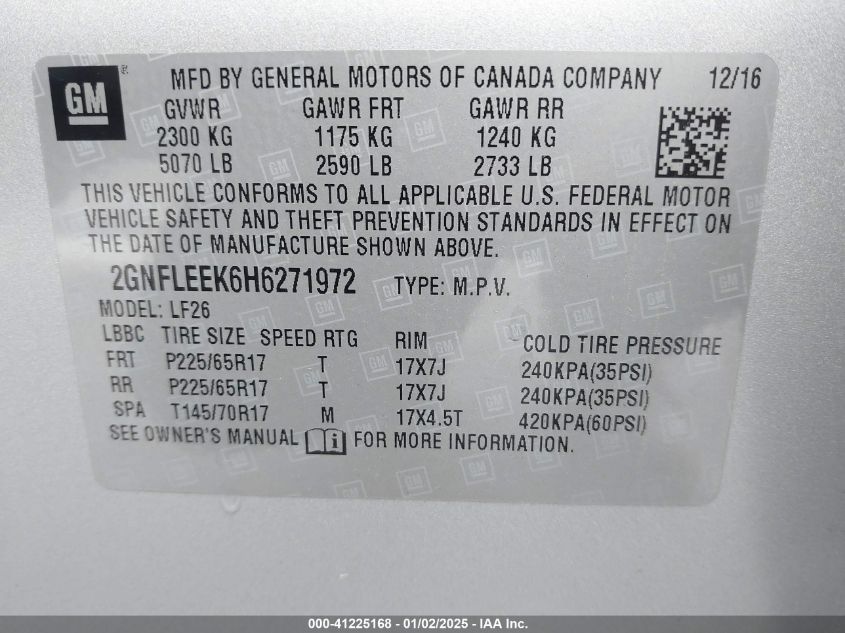 GM ® MFD BY GENERAL MOTORS OF CANADA COMPANY 12/16
GVWR GAWR FRT GAWR RR
2300 KG 1175 KG 1240 KG
5070 LB 2590 LB 2733 LB
THIS VEHICLE CONFORMS TO ALL APPLICABLE U.S. FEDERAL MOTOR
VEHICLE SAFETY AND THEFT PREVENTION STANDARDS IN EFFECT ON
THE DATE OF MANUFACTURE SHOWN ABOVE.
2GNFLEEK6H6271972 TYPE: M.P.V.
MODEL: LF26
LBBC TIRE SIZE SPEED RTG RIM COLD TIRE PRESSURE
FRT P225/65R17 T 17X7J 240KPA(35PSI)
RR P225/65R17 T 17X7J 240KPA(35PSI)
SPA T145/70R17 M 17X4.5T 420KPA(60PSI)
SEE OWNER'S MANUAL FOR MORE INFORMATION.
000-41225168 - 01/02/2025 - IAA Inc.